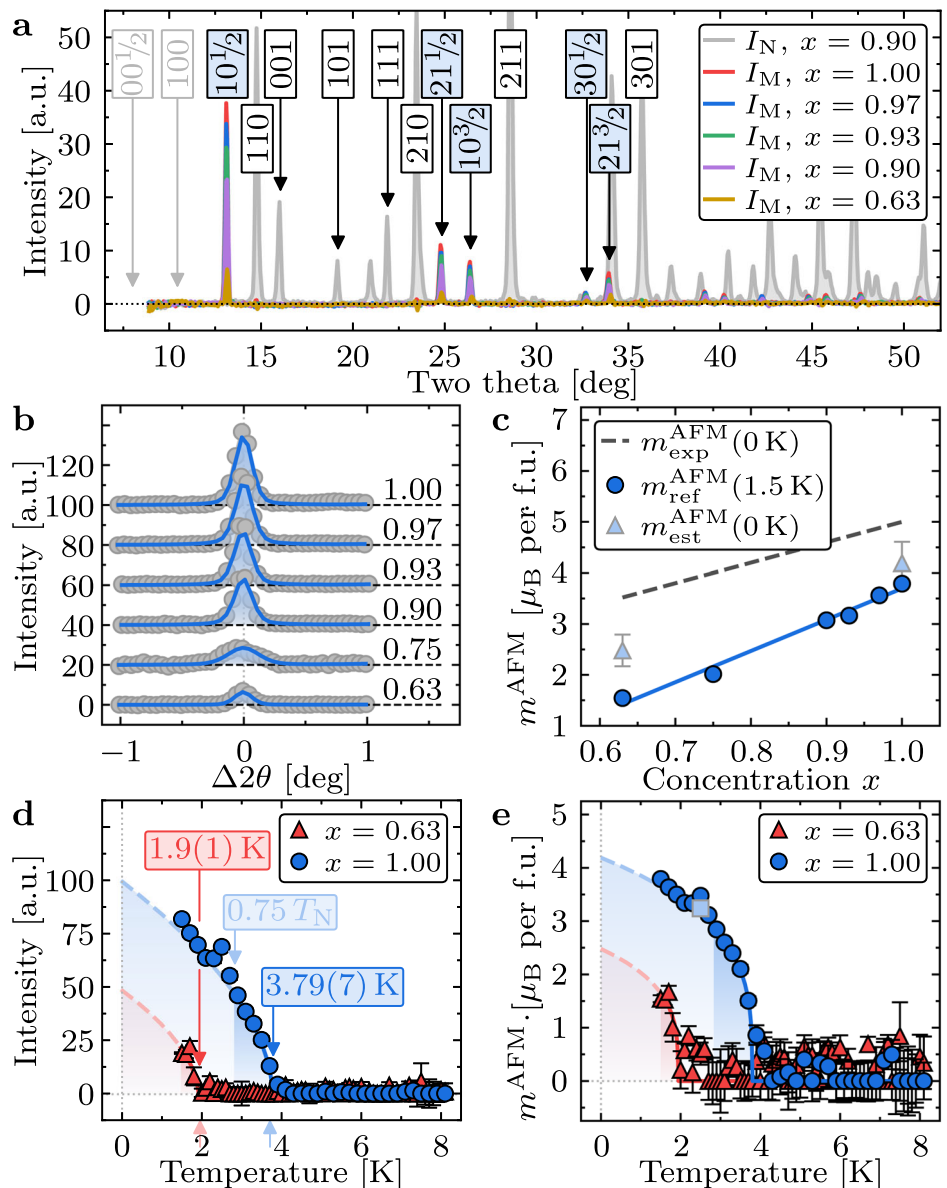 a
Intensity [a.u.]
50
40
30
20
10
0
00½
100
10½
110
001
101
111
210
21½
10³⁄₂
211
30½
21³⁄₂
301
I_N, x = 0.90
I_M, x = 1.00
I_M, x = 0.97
I_M, x = 0.93
I_M, x = 0.90
I_M, x = 0.63
10 15 20 25 30 35 40 45 50
Two theta [deg]
b
Intensity [a.u.]
120
100
80
60
40
20
0
1.00
0.97
0.93
0.90
0.75
0.63
−1 0 1
Δ2θ [deg]
c
m^AFM [μ_B per f.u.]
7
6
5
4
3
2
1
m_exp^AFM (0 K)
m_ref^AFM (1.5 K)
m_est^AFM (0 K)
0.6 0.7 0.8 0.9 1.0
Concentration x
d
Intensity [a.u.]
100
75
50
25
0
x = 0.63
x = 1.00
1.9(1) K
0.75 T_N
3.79(7) K
0 2 4 6 8
Temperature [K]
e
m^AFM. [μ_B per f.u.]
5
4
3
2
1
0
x = 0.63
x = 1.00
0 2 4 6 8
Temperature [K]